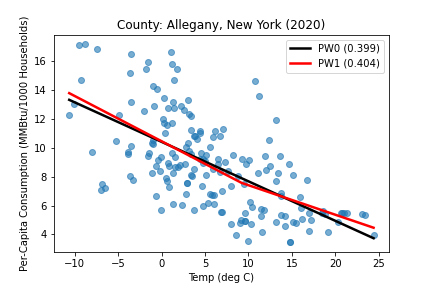 County: Allegany, New York (2020)
Per-Capita Consumption (MMBtu/1000 Households)
16
14
12
10
8
6
4
PW0 (0.399)
PW1 (0.404)
−10 −5 0 5 10 15 20 25
Temp (deg C)